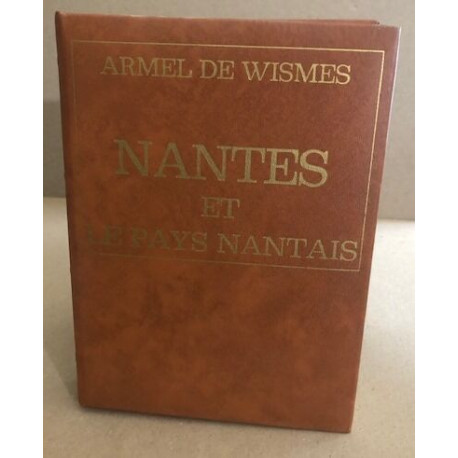 ARMEL DE WISMES
NANTES
ET
LE PAYS NANTAIS